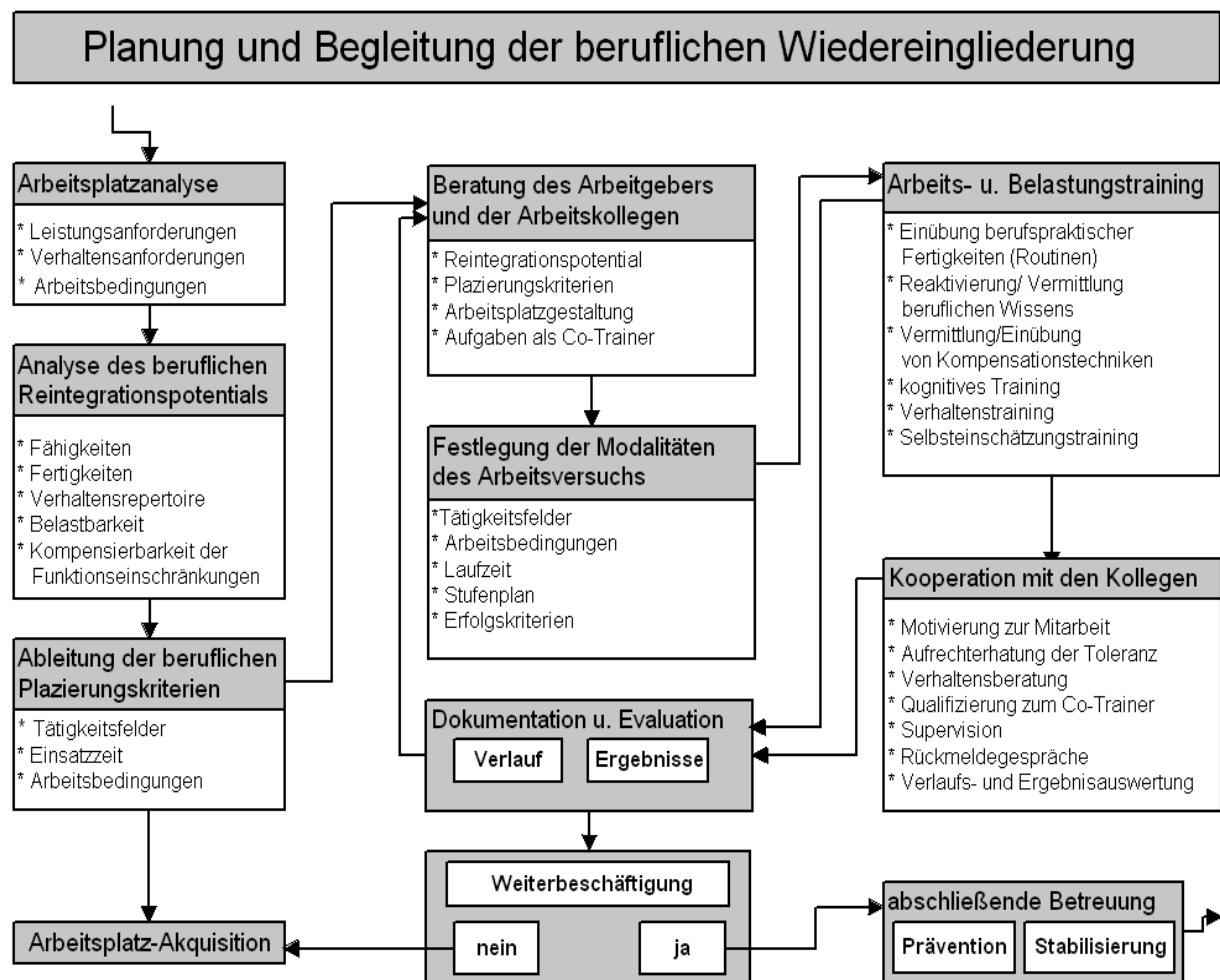 Planung und Begleitung der beruflichen Wiedereingliederung
Arbeitsplatzanalyse
* Leistungsanforderungen
* Verhaltensanforderungen
* Arbeitsbedingungen
Analyse des beruflichen
Reintegrationspotentials
* Fähigkeiten
* Fertigkeiten
* Verhaltensrepertoire
* Belastbarkeit
* Kompensierbarkeit der
Funktionseinschränkungen
Ableitung der beruflichen
Plazierungskriterien
* Tätigkeitsfelder
* Einsatzzeit
* Arbeitsbedingungen
Arbeitsplatz-Akquisition
Beratung des Arbeitgebers
und der Arbeitskollegen
* Reintegrationspotential
* Plazierungskriterien
* Arbeitsplatzgestaltung
* Aufgaben als Co-Trainer
Festlegung der Modalitäten
des Arbeitsversuchs
*Tätigkeitsfelder
* Arbeitsbedingungen
* Laufzeit
* Stufenplan
* Erfolgskriterien
Dokumentation u. Evaluation
Verlauf
Ergebnisse
Weiterbeschäftigung
nein
ja
Arbeits- u. Belastungstraining
* Einübung berufspraktischer
Fertigkeiten (Routinen)
* Reaktivierung/ Vermittlung
beruflichen Wissens
* Vermittlung/Einübung
von Kompensationstechniken
* kognitives Training
* Verhaltenstraining
* Selbsteinschätzungstraining
Kooperation mit den Kollegen
* Motivierung zur Mitarbeit
* Aufrechterhatung der Toleranz
* Verhaltensberatung
* Qualifizierung zum Co-Trainer
* Supervision
* Rückmeldegespräche
* Verlaufs- und Ergebnisauswertung
abschließende Betreuung
Prävention
Stabilisierung